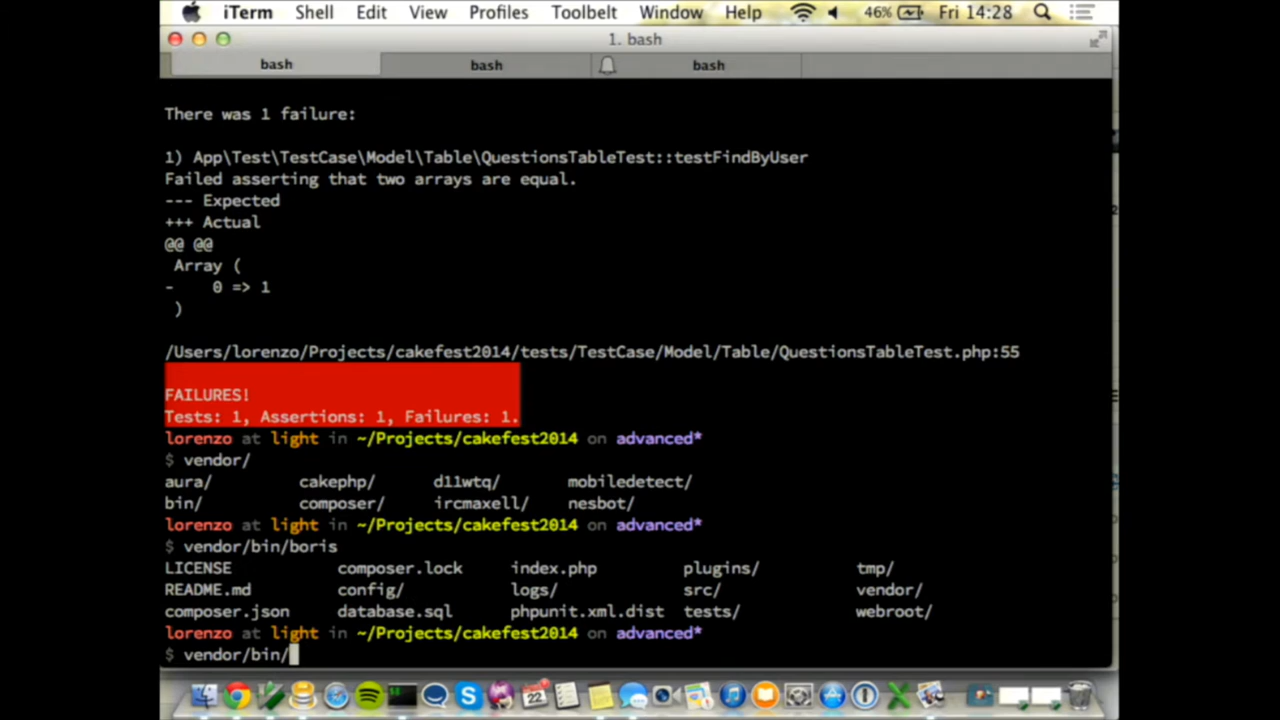 iTerm Shell Edit View Profiles Toolbelt Window Help 46% Fri 14:28
1. bash
bash bash bash
There was 1 failure:
1) App\Test\TestCase\Model\Table\QuestionsTableTest::testFindByUser
Failed asserting that two arrays are equal.
--- Expected
+++ Actual
@@ @@
Array (
- 0 => 1
)
/Users/lorenzo/Projects/cakefest2014/tests/TestCase/Model/Table/QuestionsTableTest.php:55
FAILURES!
Tests: 1, Assertions: 1, Failures: 1.
lorenzo at light in ~/Projects/cakefest2014 on advanced*
$ vendor/
aura/ cakephp/ d11wtq/ mobiledetect/
bin/ composer/ ircmaxell/ nesbot/
lorenzo at light in ~/Projects/cakefest2014 on advanced*
$ vendor/bin/boris
LICENSE composer.lock index.php plugins/ tmp/
README.md config/ logs/ src/ vendor/
composer.json database.sql phpunit.xml.dist tests/ webroot/
lorenzo at light in ~/Projects/cakefest2014 on advanced*
$ vendor/bin/
22